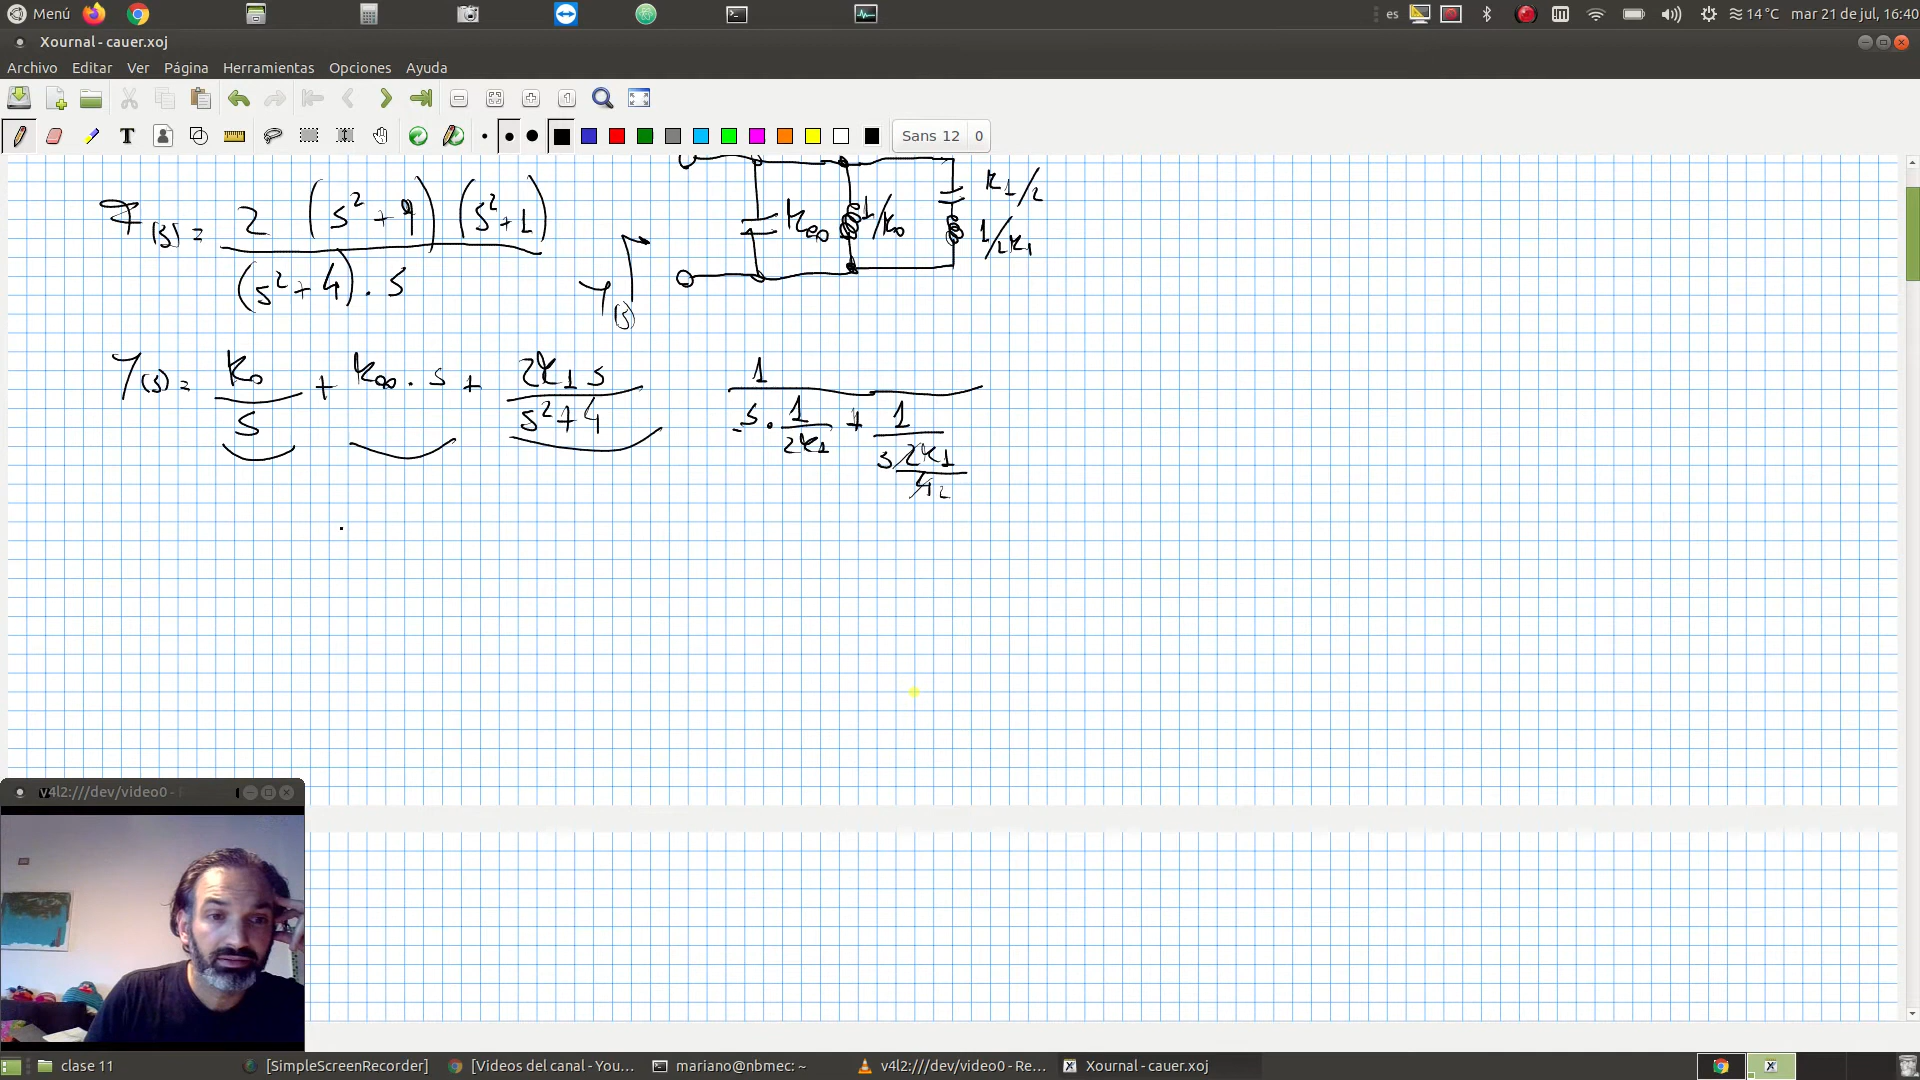 Menú
es
14 °C
mar 21 de jul, 16:40
Xournal - cauer.xoj
Archivo Editar Ver Página Herramientas Opciones Ayuda
Sans 12 0
F(s) = 2 (s²+9) (s²+1) / (s²+4) . s
Y(s)
K∞
1/K0
K1/2
1/2K1
Y(s) = K0/s + K∞ . s + 2K1 s / s²+4
1 / s . 1/2K1 + 1 / s 2K1/4 2
v4l2:///dev/video0 - R
clase 11
[SimpleScreenRecorder]
[Videos del canal - You...
mariano@nbmec: ~
v4l2:///dev/video0 - Re...
Xournal - cauer.xoj